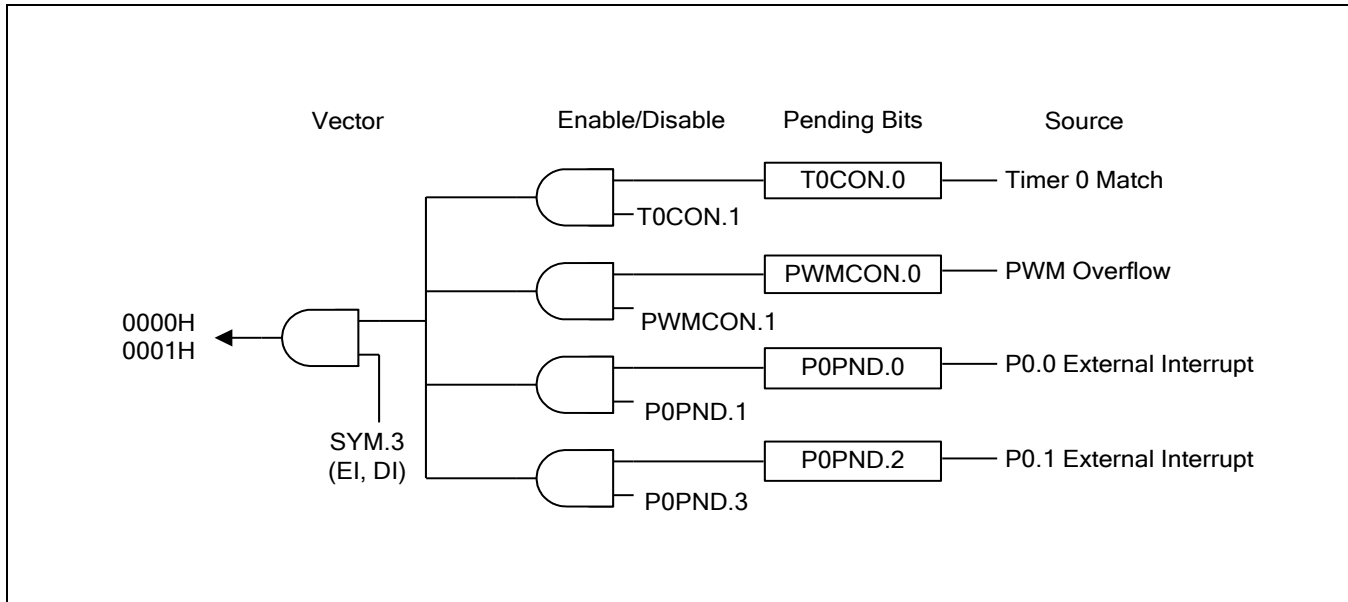 Vector Enable/Disable Pending Bits Source
T0CON.0 Timer 0 Match
T0CON.1
PWMCON.0 PWM Overflow
PWMCON.1
0000H
0001H
P0PND.0 P0.0 External Interrupt
P0PND.1
SYM.3
(EI, DI)
P0PND.2 P0.1 External Interrupt
P0PND.3